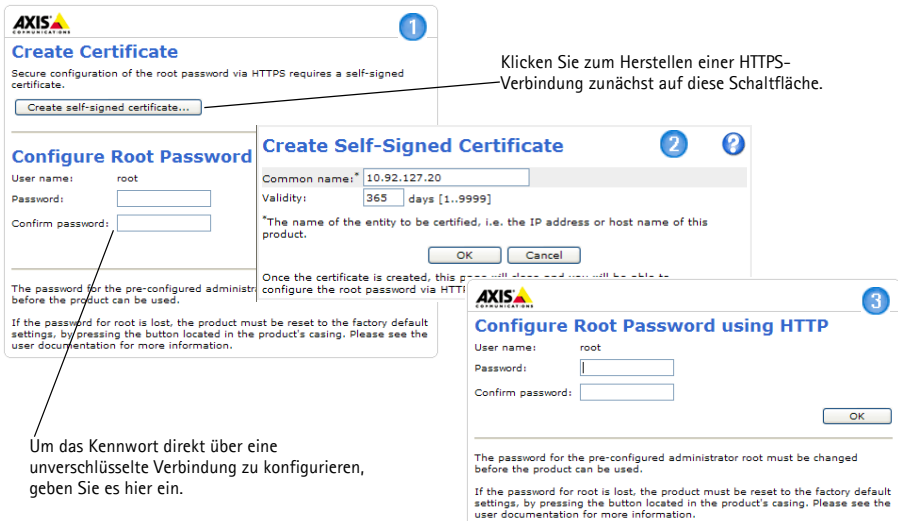 AXIS
COMMUNICATIONS
1
Create Certificate
Secure configuration of the root password via HTTPS requires a self-signed
certificate.
Create self-signed certificate...
Klicken Sie zum Herstellen einer HTTPS-
Verbindung zunächst auf diese Schaltfläche.
Configure Root Password
User name: root
Password:
Confirm password:
The password for the pre-configured administra
before the product can be used.
If the password for root is lost, the product must be reset to the factory default
settings, by pressing the button located in the product's casing. Please see the
user documentation for more information.
Create Self-Signed Certificate
2
?
Common name:* 10.92.127.20
Validity: 365 days [1..9999]
*The name of the entity to be certified, i.e. the IP address or host name of this
product.
OK Cancel
Once the certificate is created, this page will close and you will be able to
configure the root password via HTTP
AXIS
COMMUNICATIONS
3
Configure Root Password using HTTP
User name: root
Password:
Confirm password:
OK
The password for the pre-configured administrator root must be changed
before the product can be used.
If the password for root is lost, the product must be reset to the factory default
settings, by pressing the button located in the product's casing. Please see the
user documentation for more information.
Um das Kennwort direkt über eine
unverschlüsselte Verbindung zu konfigurieren,
geben Sie es hier ein.